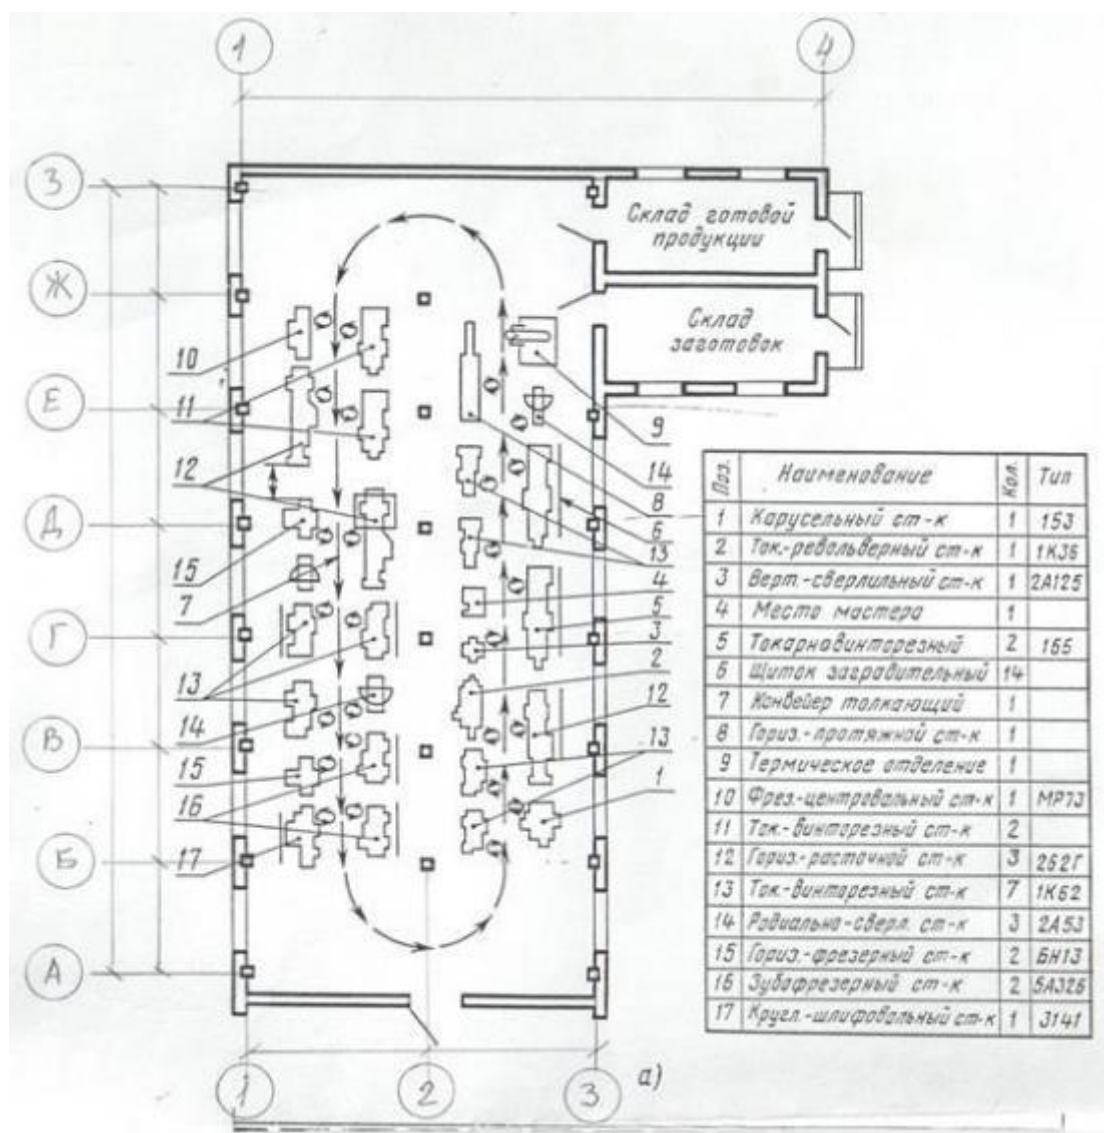 1
4
З
Ж
Е
Д
Г
В
Б
А
Склад готовой
продукции
Склад
заготовок
10
11
12
15
7
13
14
15
16
17
9
14
8
6
13
4
5
3
2
12
13
1
Поз. Наименование Кол. Тип
1 Карусельный ст-к 1 153
2 Ток.-револьверный ст-к 1 1К36
3 Верт.-сверлильный ст-к 1 2А125
4 Место мастера 1
5 Токарновинторезный 2 165
6 Щиток заградительный 14
7 Конвейер толкающий 1
8 Гориз.-протяжной ст-к 1
9 Термическое отделение 1
10 Фрез.-центровальный ст-к 1 МР73
11 Ток.-винторезный ст-к 2
12 Гориз.-расточной ст-к 3 262Г
13 Ток.-винторезный ст-к 7 1К62
14 Радиально-сверл. ст-к 3 2А53
15 Гориз.-фрезерный ст-к 2 6Н13
16 Зубофрезерный ст-к 2 5А326
17 Кругл.-шлифовальный ст-к 1 3141
1
2
3
а)